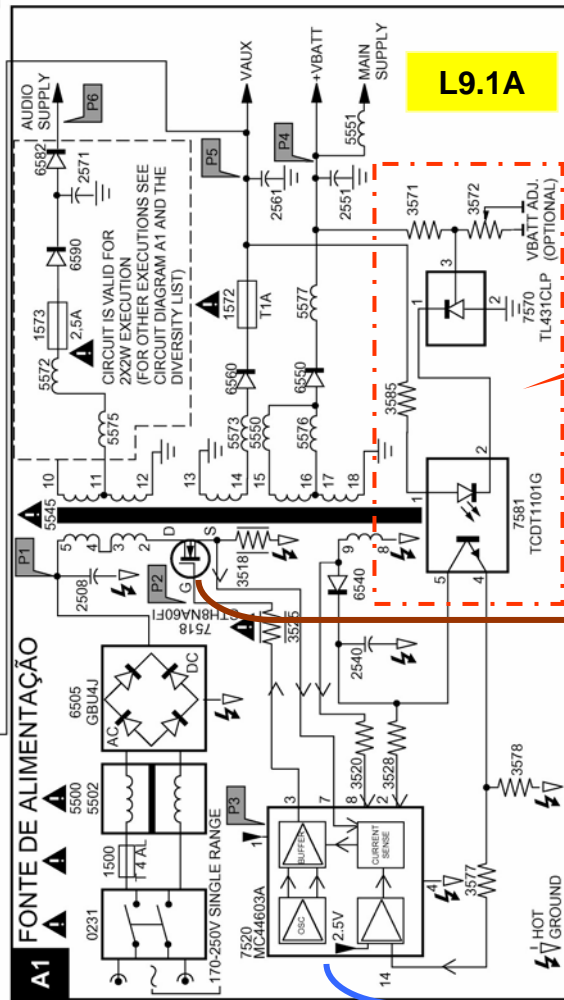 A1
FONTE DE ALIMENTAÇÃO
L9.1A
AUDIO
SUPPLY
P6
6582
2571
6590
1573
2,5A
5572
5575
CIRCUIT IS VALID FOR
2X2W EXECUTION
(FOR OTHER EXECUTIONS SEE
CIRCUIT DIAGRAM A1 AND THE
DIVERSITY LIST)
VAUX
P5
2561
1572
T1A
6560
5573
+VBATT
MAIN
SUPPLY
P4
5551
2551
5577
6550
5550
5576
3571
3572
VBATT ADJ.
(OPTIONAL)
3
1
2
7570
TL431CLP
3585
1
2
5
4
7581
TCDT1101G
10
11
12
13
14
15
16
17
18
5545
5
4
3
2
9
8
P1
2508
D
S
G
P2
7518
3518
3525
6540
2540
6505
GBU4J
AC
DC
5500
5502
1500
T 4 AL
0231
170-250V SINGLE RANGE
P3
7520
MC44603A
1
3
7
8
2
4
14
BUFFER
OSC
CURRENT
SENSE
2.5V
3520
3528
3578
3577
HOT
GROUND